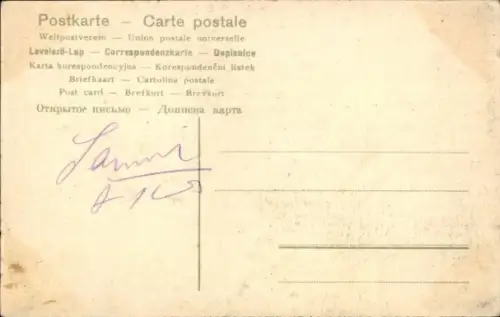 Postkarte – Carte postale
Weltpostverein — Union postale universelle
Levelező-Lap — Correspondenzkarte — Dopisnice
Karta korespondencyjna — Korespondenční lístek
Briefkaart — Cartolina postale
Post card — Brefkort — Brevkort
Открытое письмо — Дописна карта